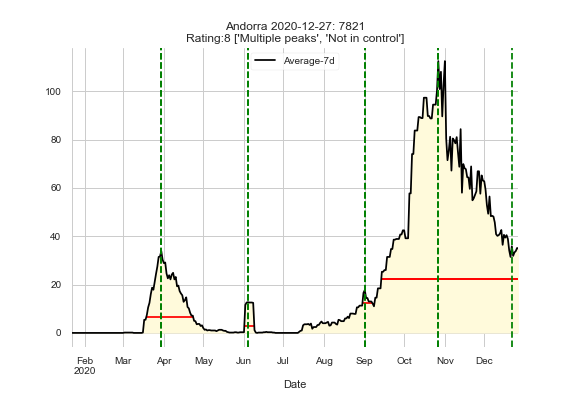 Andorra 2020-12-27: 7821
Rating:8 ['Multiple peaks', 'Not in control']
Average-7d
100
80
60
40
20
0
Feb Mar Apr May Jun Jul Aug Sep Oct Nov Dec
2020
Date